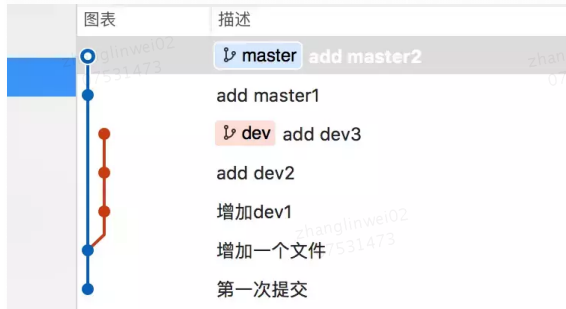 图表 描述
master add master2
add master1
dev add dev3
add dev2
增加dev1
增加一个文件
第一次提交
zhanglinwei02